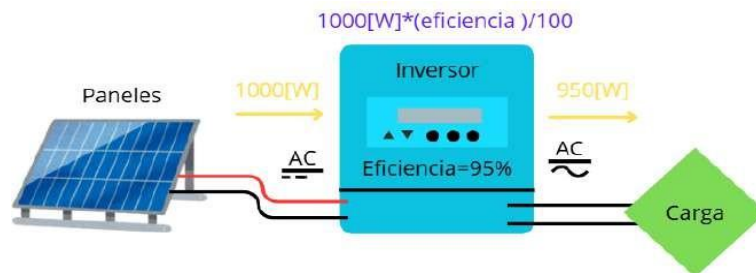 1000[W]*(eficiencia )/100
Inversor
Paneles
1000[W]
950[W]
AC
Eficiencia=95%
AC
Carga